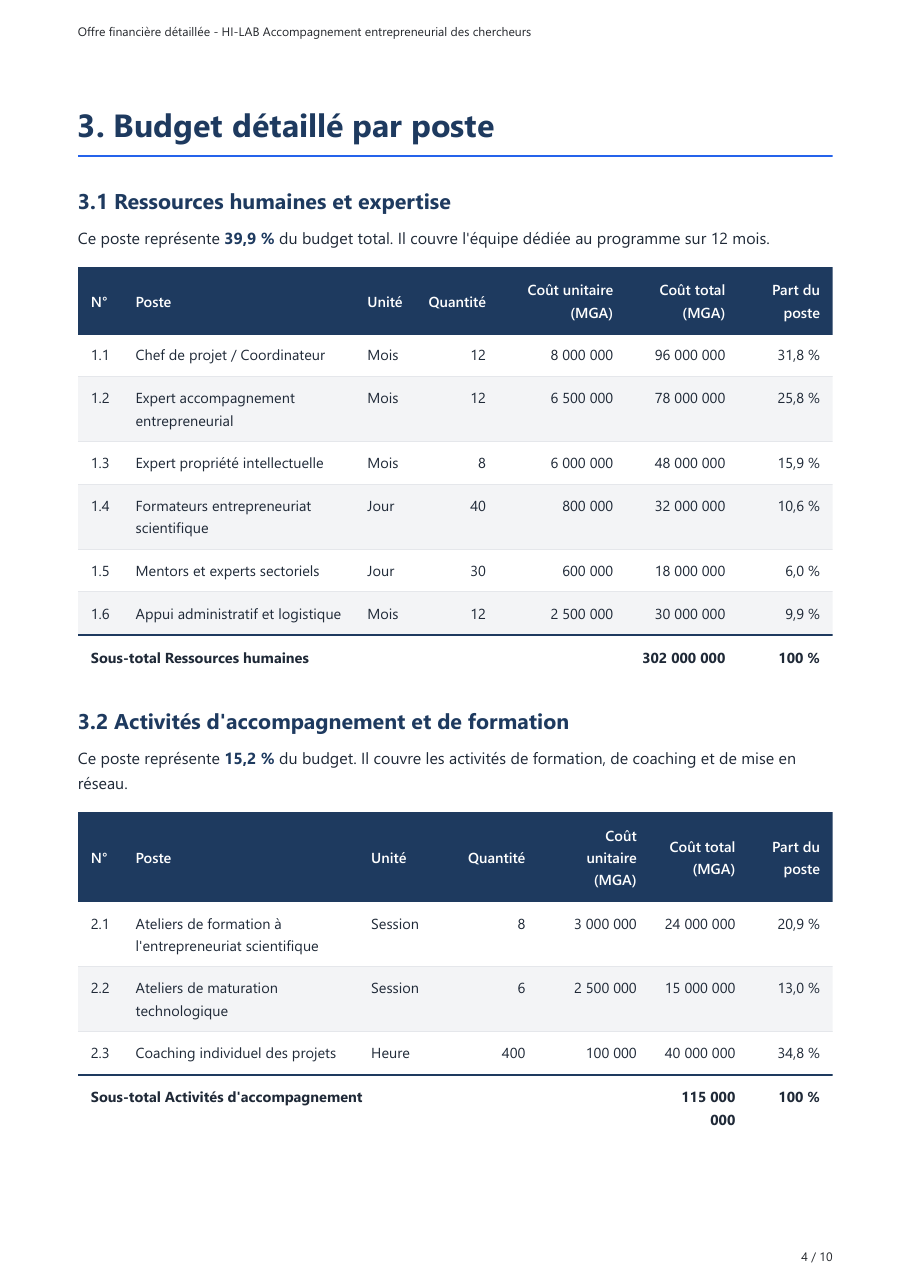 Offre financière détaillée - HI-LAB Accompagnement entrepreneurial des chercheurs
3. Budget détaillé par poste
3.1 Ressources humaines et expertise
Ce poste représente 39,9 % du budget total. Il couvre l'équipe dédiée au programme sur 12 mois.
N° Poste Unité Quantité Coût unitaire (MGA) Coût total (MGA) Part du poste
1.1 Chef de projet / Coordinateur Mois 12 8 000 000 96 000 000 31,8 %
1.2 Expert accompagnement entrepreneurial Mois 12 6 500 000 78 000 000 25,8 %
1.3 Expert propriété intellectuelle Mois 8 6 000 000 48 000 000 15,9 %
1.4 Formateurs entrepreneuriat scientifique Jour 40 800 000 32 000 000 10,6 %
1.5 Mentors et experts sectoriels Jour 30 600 000 18 000 000 6,0 %
1.6 Appui administratif et logistique Mois 12 2 500 000 30 000 000 9,9 %
Sous-total Ressources humaines 302 000 000 100 %
3.2 Activités d'accompagnement et de formation
Ce poste représente 15,2 % du budget. Il couvre les activités de formation, de coaching et de mise en
réseau.
N° Poste Unité Quantité Coût unitaire (MGA) Coût total (MGA) Part du poste
2.1 Ateliers de formation à l'entrepreneuriat scientifique Session 8 3 000 000 24 000 000 20,9 %
2.2 Ateliers de maturation technologique Session 6 2 500 000 15 000 000 13,0 %
2.3 Coaching individuel des projets Heure 400 100 000 40 000 000 34,8 %
Sous-total Activités d'accompagnement 115 000 000 100 %
4 / 10